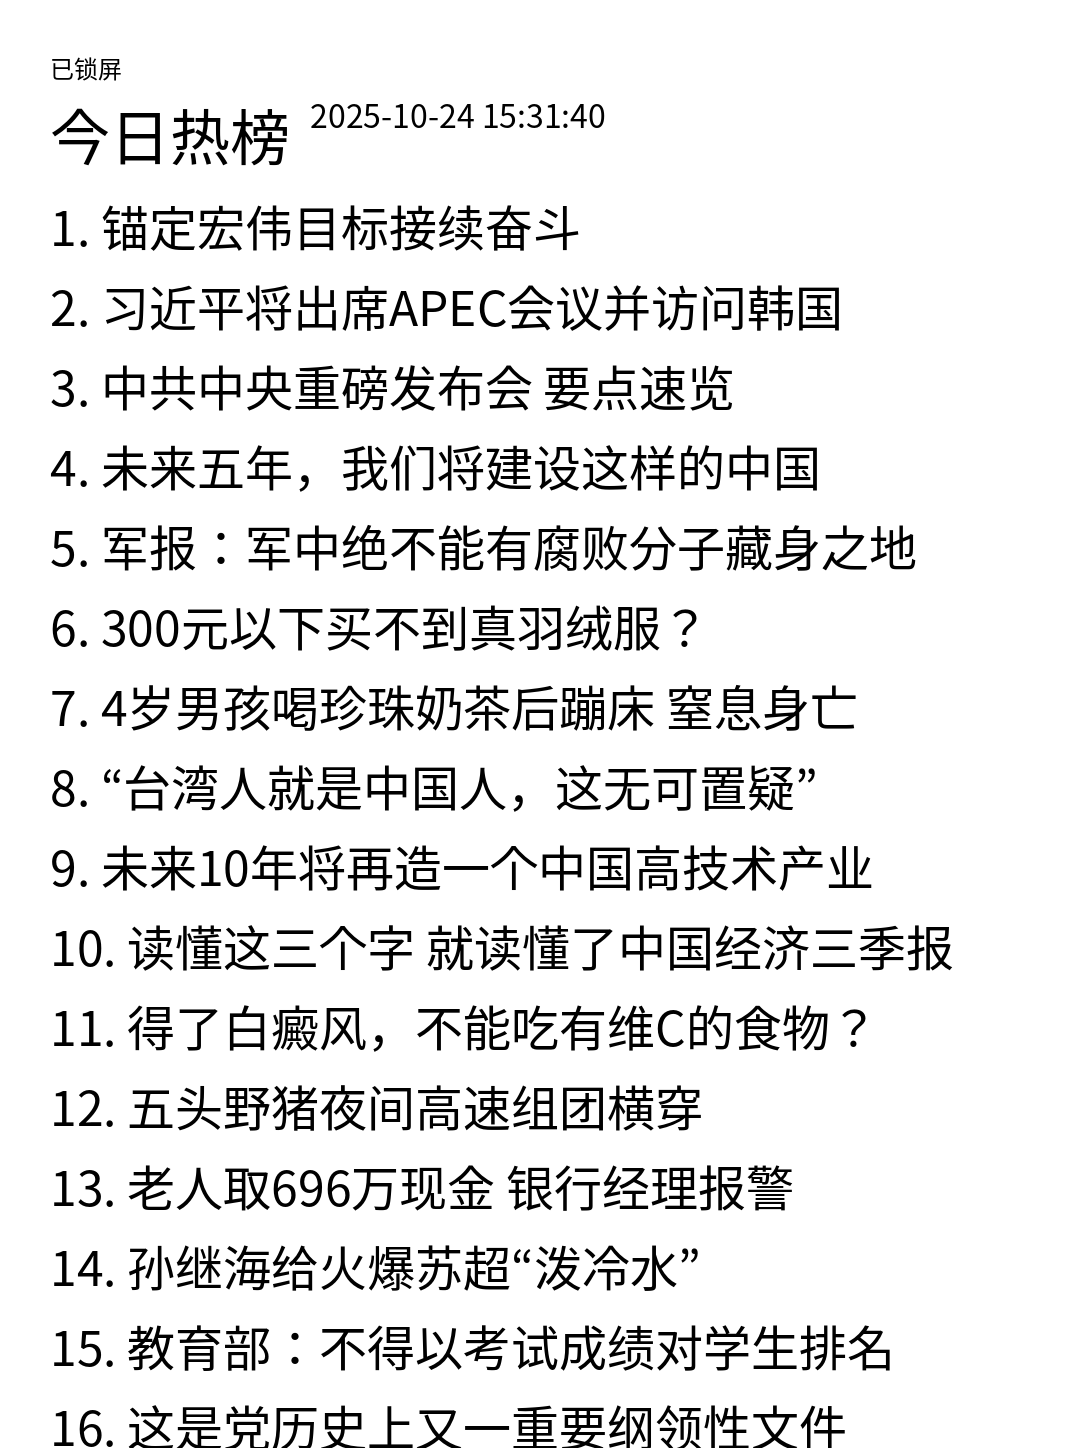 已锁屏
今日热榜 2025-10-24 15:31:40
1. 锚定宏伟目标接续奋斗
2. 习近平将出席APEC会议并访问韩国
3. 中共中央重磅发布会 要点速览
4. 未来五年，我们将建设这样的中国
5. 军报：军中绝不能有腐败分子藏身之地
6. 300元以下买不到真羽绒服？
7. 4岁男孩喝珍珠奶茶后蹦床 窒息身亡
8. “台湾人就是中国人，这无可置疑”
9. 未来10年将再造一个中国高技术产业
10. 读懂这三个字 就读懂了中国经济三季报
11. 得了白癜风，不能吃有维C的食物？
12. 五头野猪夜间高速组团横穿
13. 老人取696万现金 银行经理报警
14. 孙继海给火爆苏超“泼冷水”
15. 教育部：不得以考试成绩对学生排名
16. 这是党历史上又一重要纲领性文件